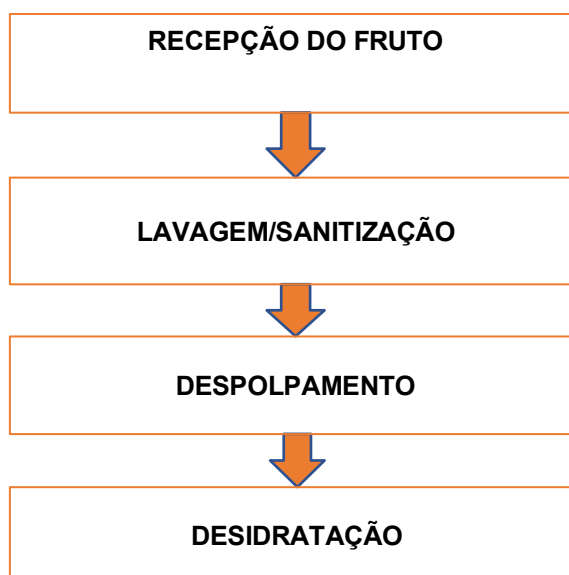 RECEPÇÃO DO FRUTO
LAVAGEM/SANITIZAÇÃO
DESPOLPAMENTO
DESIDRATAÇÃO